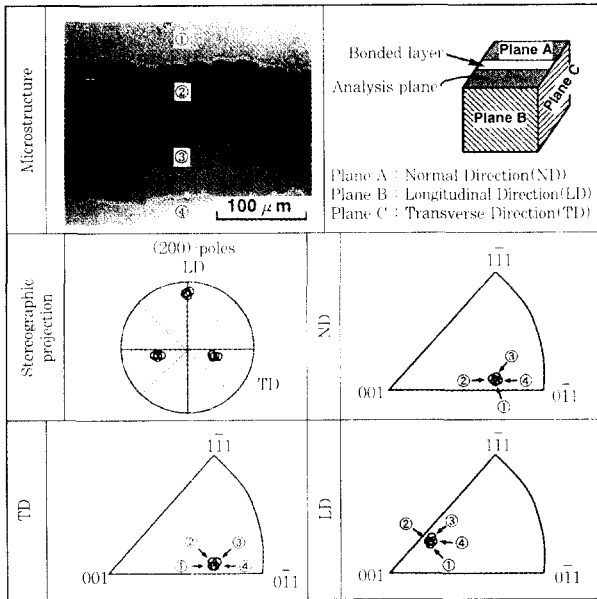 Microstructure
①
②
③
④
100 μm
Bonded layer
Analysis plane
Plane A
Plane B
Plane C
Plane A : Normal Direction(ND)
Plane B : Longitudinal Direction(LD)
Plane C : Transverse Direction(TD)
Stereographic
projection
(200) poles
LD
TD
ND
1̄11
③
② ④
①
001
01̄1
TD
1̄11
② ③
① ④
001
01̄1
LD
1̄11
② ③
④
①
001
01̄1